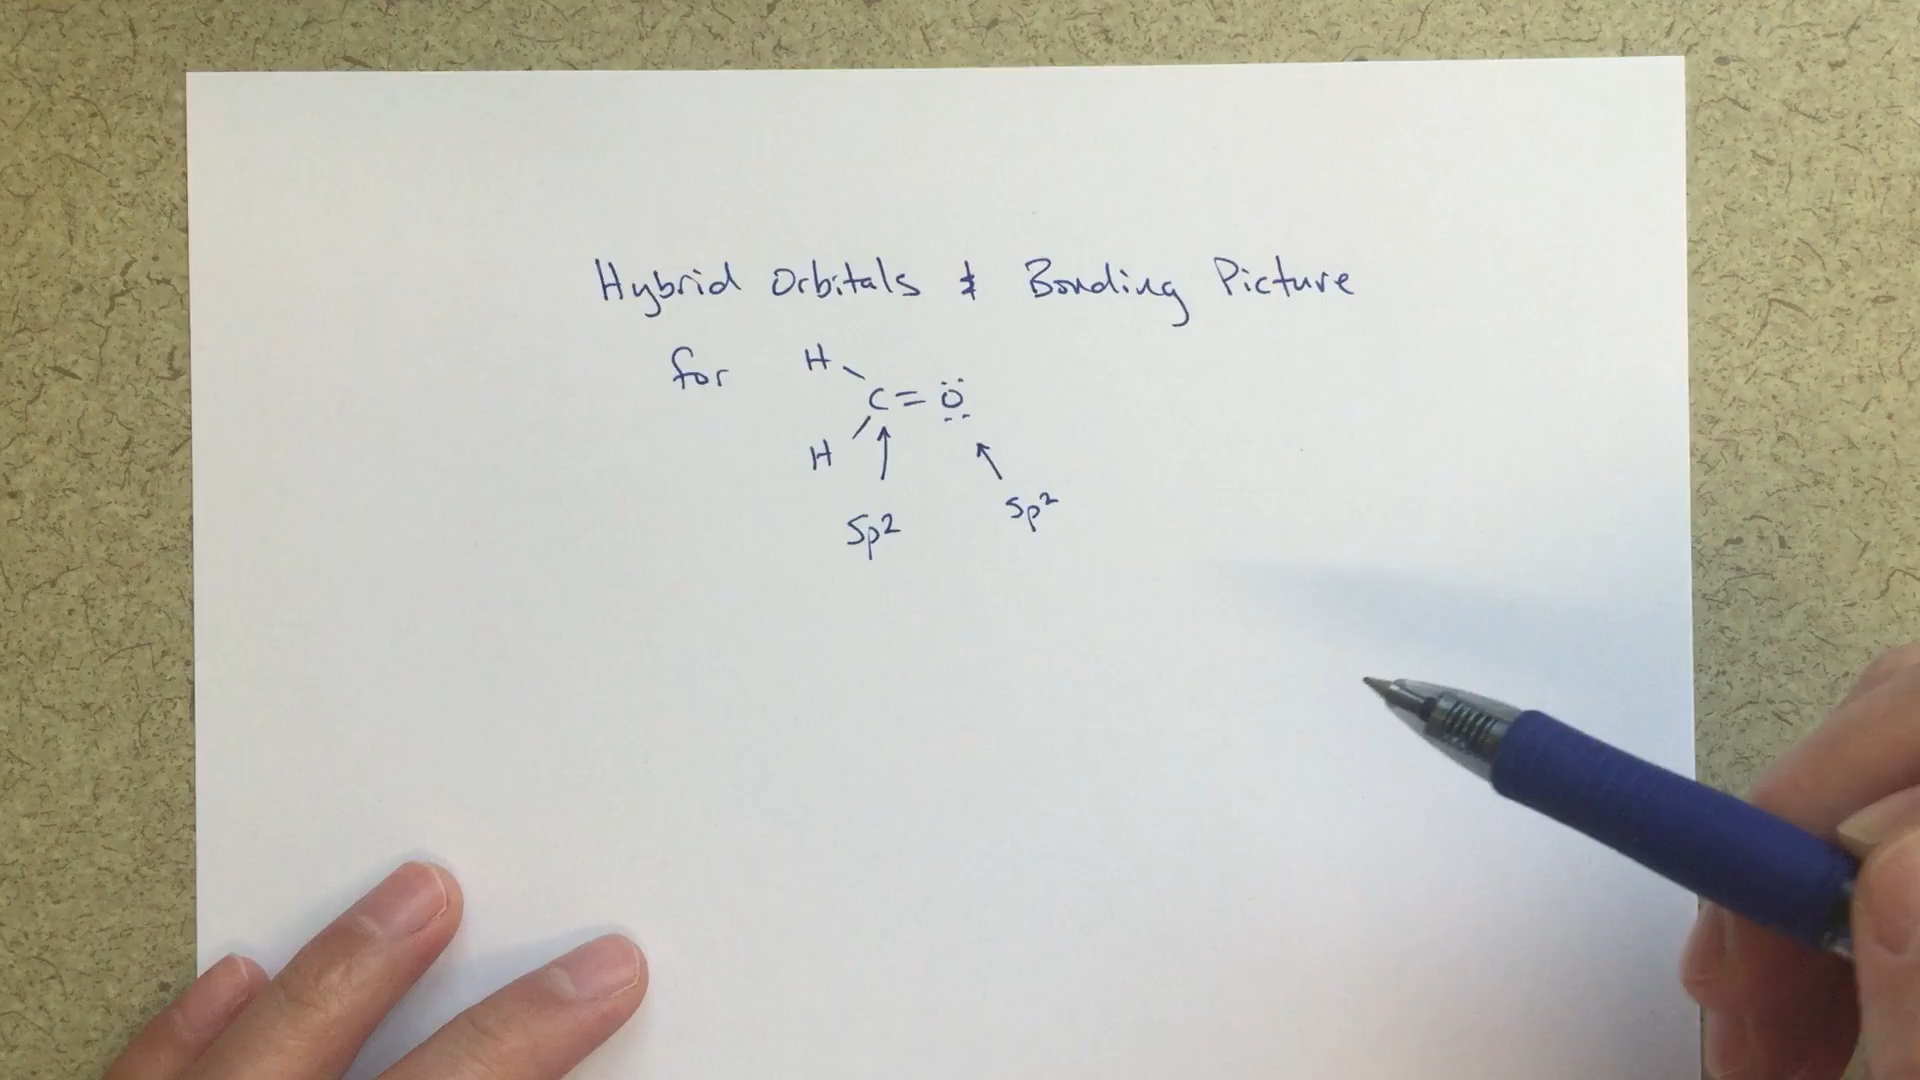 Hybrid Orbitals & Bonding Picture
for
H
C=Ö
H
Sp²
Sp²